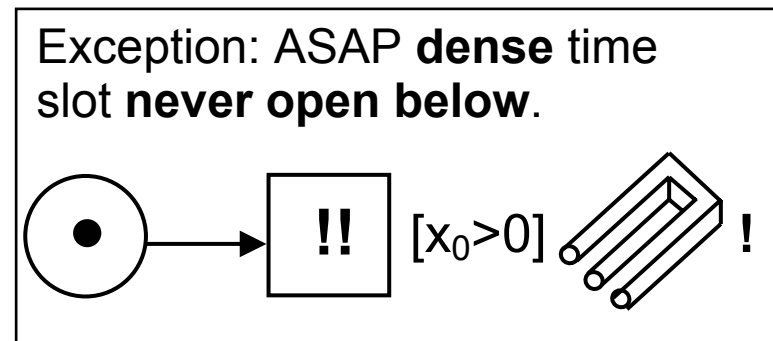 Exception: ASAP dense time
slot never open below.
!! [x₀>0] !